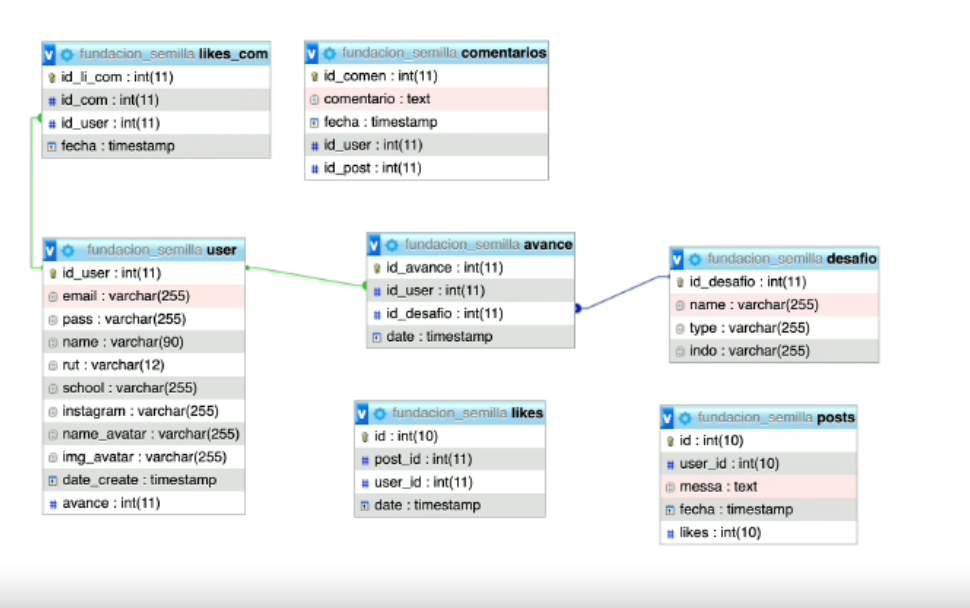 fundacion_semilla likes_com
id_li_com : int(11)
id_com : int(11)
id_user : int(11)
fecha : timestamp
fundacion_semilla comentarios
id_comen : int(11)
comentario : text
fecha : timestamp
id_user : int(11)
id_post : int(11)
fundacion_semilla user
id_user : int(11)
email : varchar(255)
pass : varchar(255)
name : varchar(90)
rut : varchar(12)
school : varchar(255)
instagram : varchar(255)
name_avatar : varchar(255)
img_avatar : varchar(255)
date_create : timestamp
avance : int(11)
fundacion_semilla avance
id_avance : int(11)
id_user : int(11)
id_desafio : int(11)
date : timestamp
fundacion_semilla desafio
id_desafio : int(11)
name : varchar(255)
type : varchar(255)
indo : varchar(255)
fundacion_semilla likes
id : int(10)
post_id : int(11)
user_id : int(11)
date : timestamp
fundacion_semilla posts
id : int(10)
user_id : int(10)
messa : text
fecha : timestamp
likes : int(10)